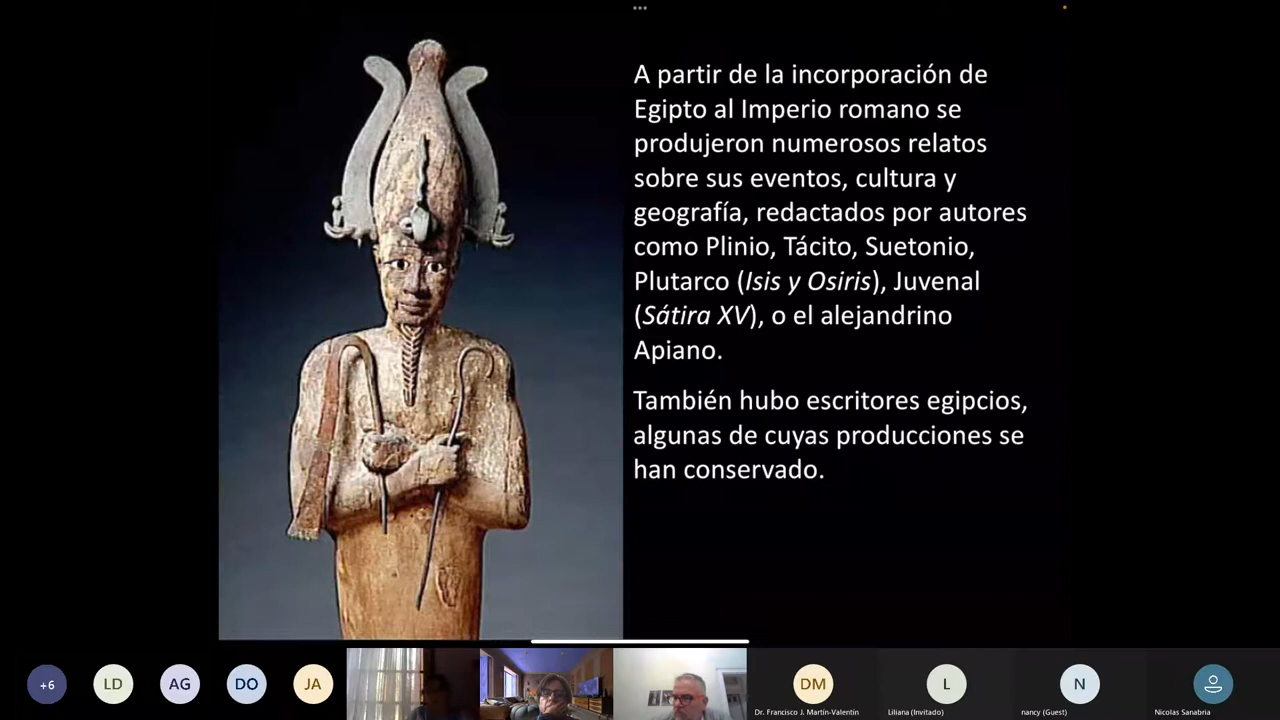 A partir de la incorporación de
Egipto al Imperio romano se
produjeron numerosos relatos
sobre sus eventos, cultura y
geografía, redactados por autores
como Plinio, Tácito, Suetonio,
Plutarco (Isis y Osiris), Juvenal
(Sátira XV), o el alejandrino
Apiano.
También hubo escritores egipcios,
algunas de cuyas producciones se
han conservado.
+6 LD AG DO JA DM L N
Dr. Francisco J. Martín-Valentín Liliana (Invitado) nancy (Guest) Nicolas Sanabria